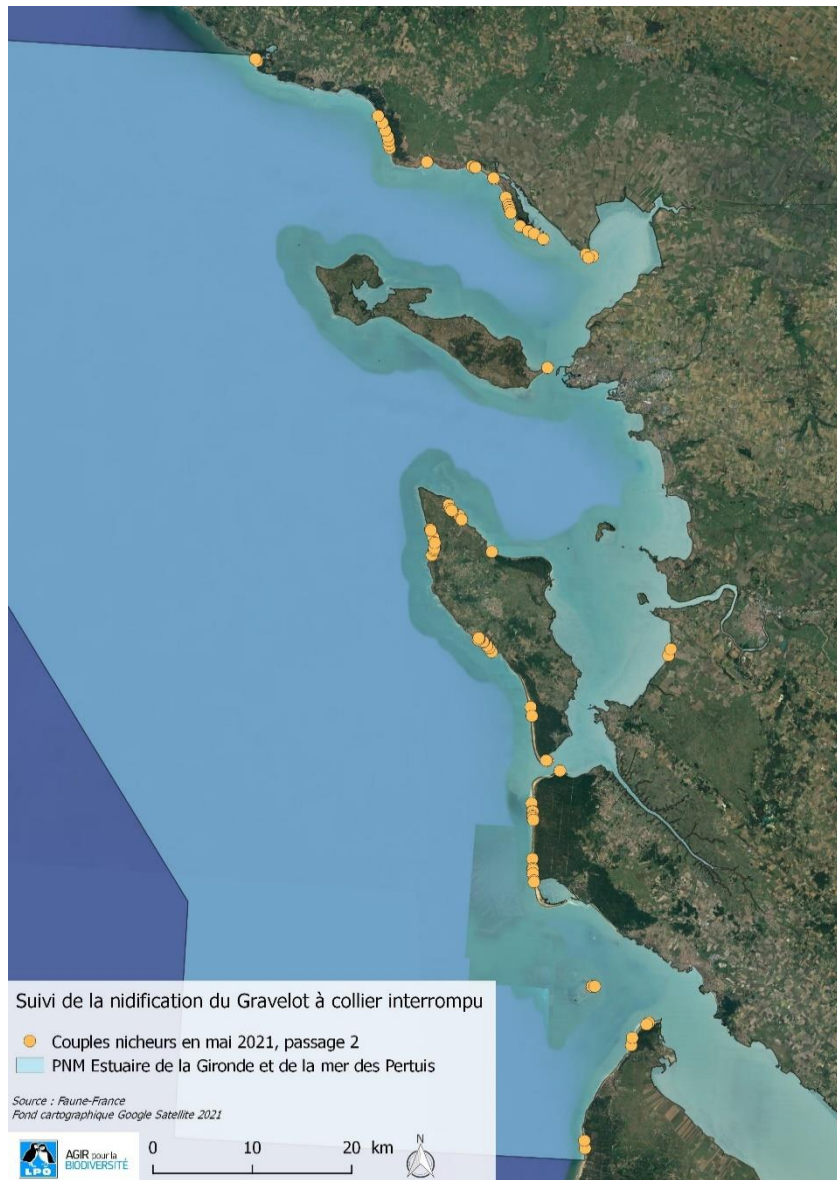 Suivi de la nidification du Gravelot à collier interrompu
Couples nicheurs en mai 2021, passage 2
PNM Estuaire de la Gironde et de la mer des Pertuis
Source : Faune-France
Fond cartographique Google Satellite 2021
LPO
AGIR pour la
BIODIVERSITÉ
0 10 20 km
N